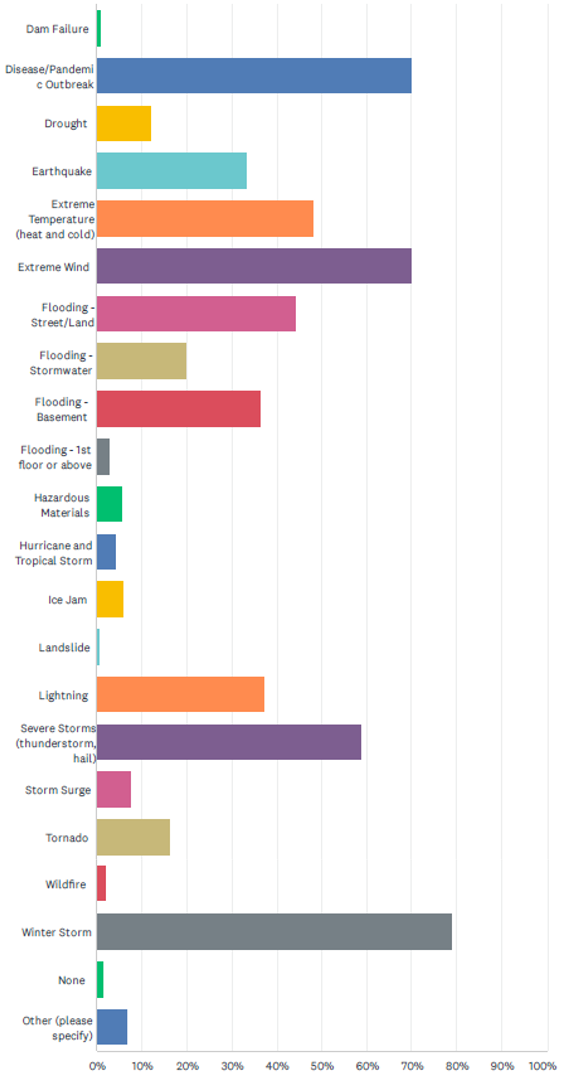 Dam Failure
Disease/Pandemi
c Outbreak
Drought
Earthquake
Extreme
Temperature
(heat and cold)
Extreme Wind
Flooding -
Street/Land
Flooding -
Stormwater
Flooding -
Basement
Flooding - 1st
floor or above
Hazardous
Materials
Hurricane and
Tropical Storm
Ice Jam
Landslide
Lightning
Severe Storms
(thunderstorm,
hail)
Storm Surge
Tornado
Wildfire
Winter Storm
None
Other (please
specify)
0% 10% 20% 30% 40% 50% 60% 70% 80% 90% 100%